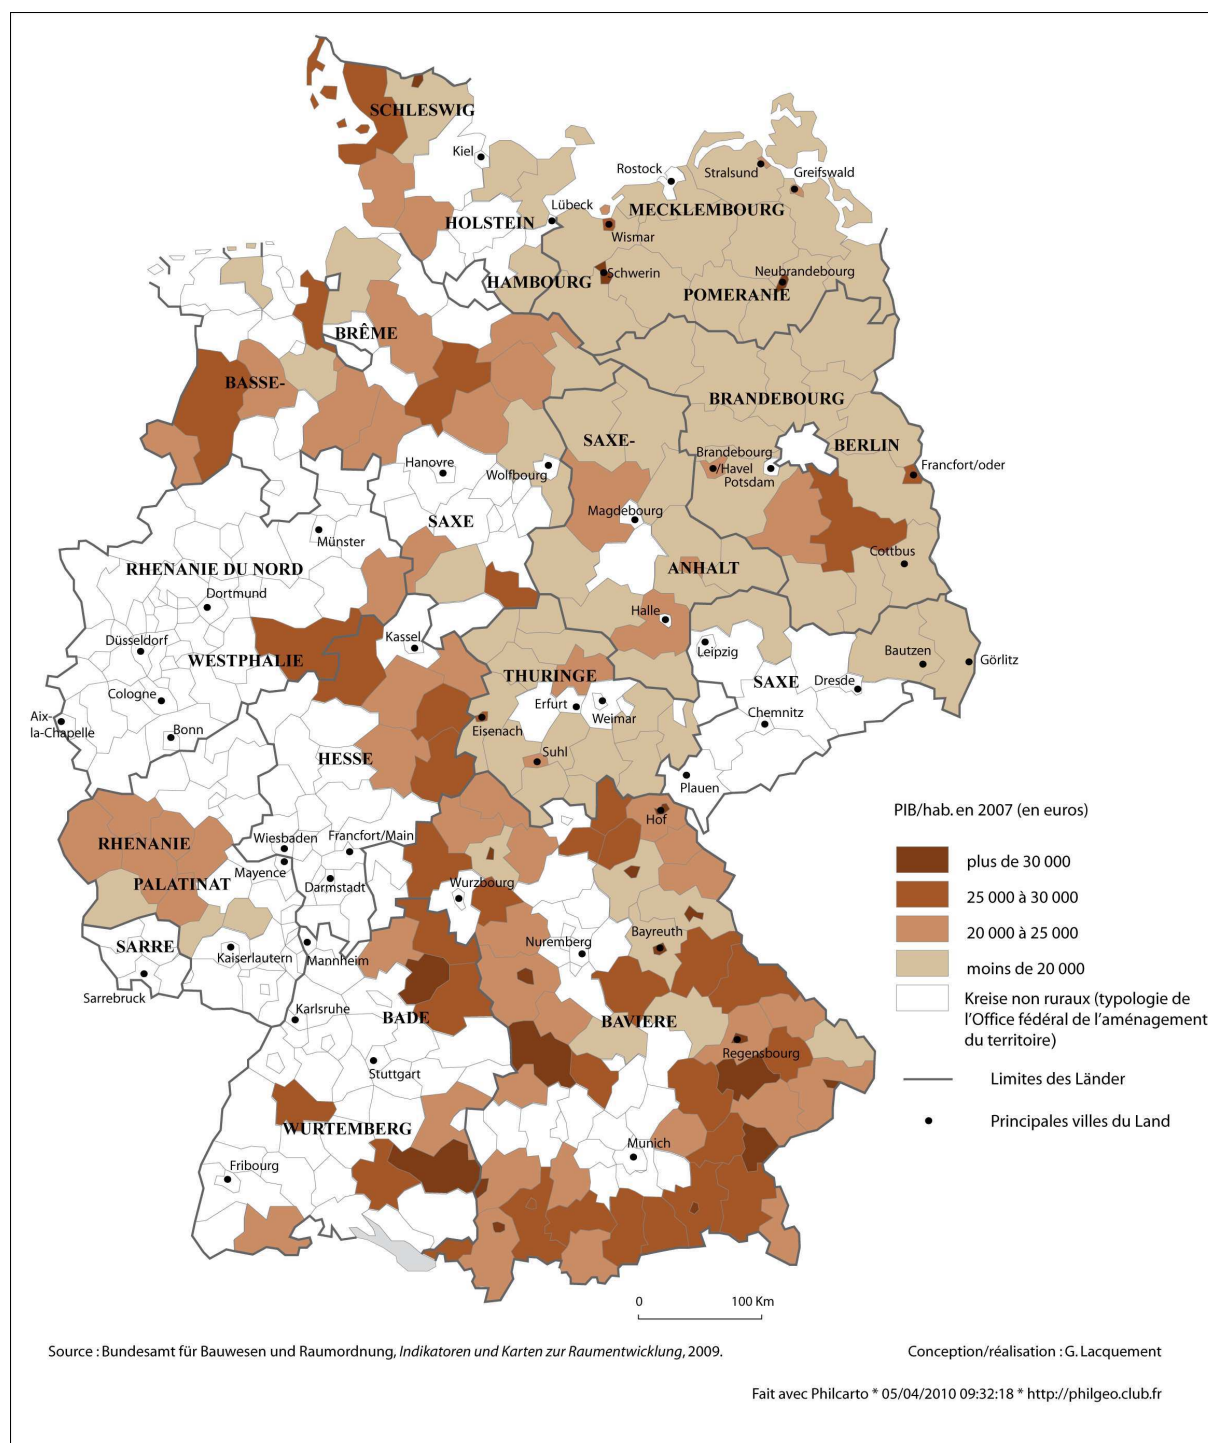 SCHLESWIG
Kiel
Rostock
Stralsund
Greifswald
Lübeck
HOLSTEIN
MECKLEMBOURG
Wismar
HAMBOURG
Schwerin
Neubrandebourg
POMERANIE
BRÊME
BASSE-
BRANDEBOURG
SAXE-
BERLIN
Hanovre
Wolfbourg
Brandebourg
/Havel
Potsdam
Francfort/oder
SAXE
Magdebourg
Münster
Cottbus
RHENANIE DU NORD
ANHALT
Dortmund
Halle
Düsseldorf
WESTPHALIE
Kassel
Leipzig
Bautzen
Görlitz
THURINGE
SAXE
Dresde
Cologne
Erfurt
Weimar
Chemnitz
Aix-
la-Chapelle
Bonn
Eisenach
HESSE
Suhl
Plauen
PIB/hab. en 2007 (en euros)
Hof
RHENANIE
Wiesbaden
Francfort/Main
plus de 30 000
Mayence
PALATINAT
Darmstadt
Wurzbourg
25 000 à 30 000
SARRE
Nuremberg
Bayreuth
20 000 à 25 000
Kaiserlautern
Mannheim
moins de 20 000
Sarrebruck
Karlsruhe
BADE
BAVIERE
Kreise non ruraux (typologie de
l'Office fédéral de l'aménagement
du territoire)
Regensbourg
Stuttgart
Limites des Länder
WURTEMBERG
Munich
Principales villes du Land
Fribourg
0 100 Km
Source : Bundesamt für Bauwesen und Raumordnung, Indikatoren und Karten zur Raumentwicklung, 2009.
Conception/réalisation : G. Lacquement
Fait avec Philcarto * 05/04/2010 09:32:18 * http://philgeo.club.fr